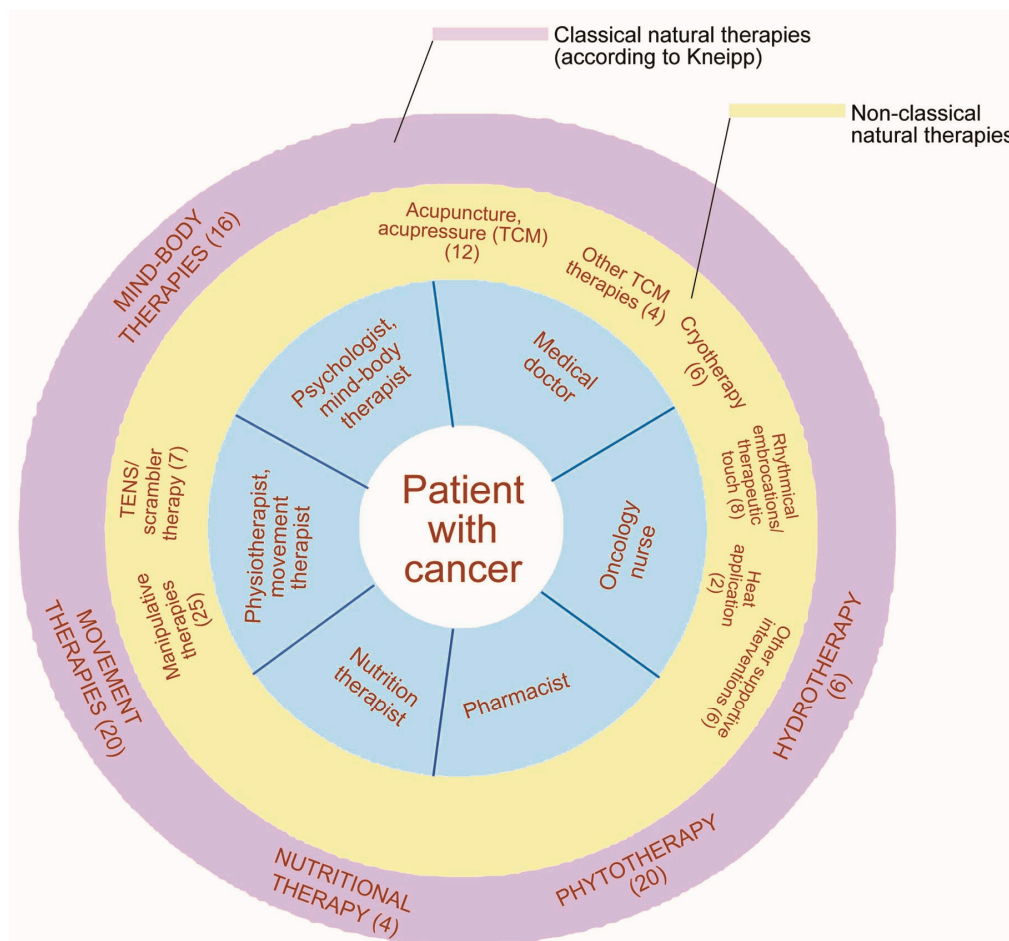 Classical natural therapies
(according to Kneipp)
Non-classical
natural therapies
MIND-BODY
THERAPIES (16)
Acupuncture,
acupressure (TCM)
(12)
Other TCM
therapies (4)
Cryotherapy
(6)
Psychologist,
mind-body
therapist
Medical
doctor
Rhythmical
embrocations/
therapeutic
touch (8)
TENS/
scrambler
therapy (7)
Physiotherapist,
movement
therapist
Patient
with
cancer
Oncology
nurse
Heat
application
(2)
Manipulative
therapies
(25)
MOVEMENT
THERAPIES (20)
Other supportive
interventions (6)
HYDROTHERAPY
(9)
Nutrition
therapist
Pharmacist
NUTRITIONAL
THERAPY (4)
PHYTOTHERAPY
(20)